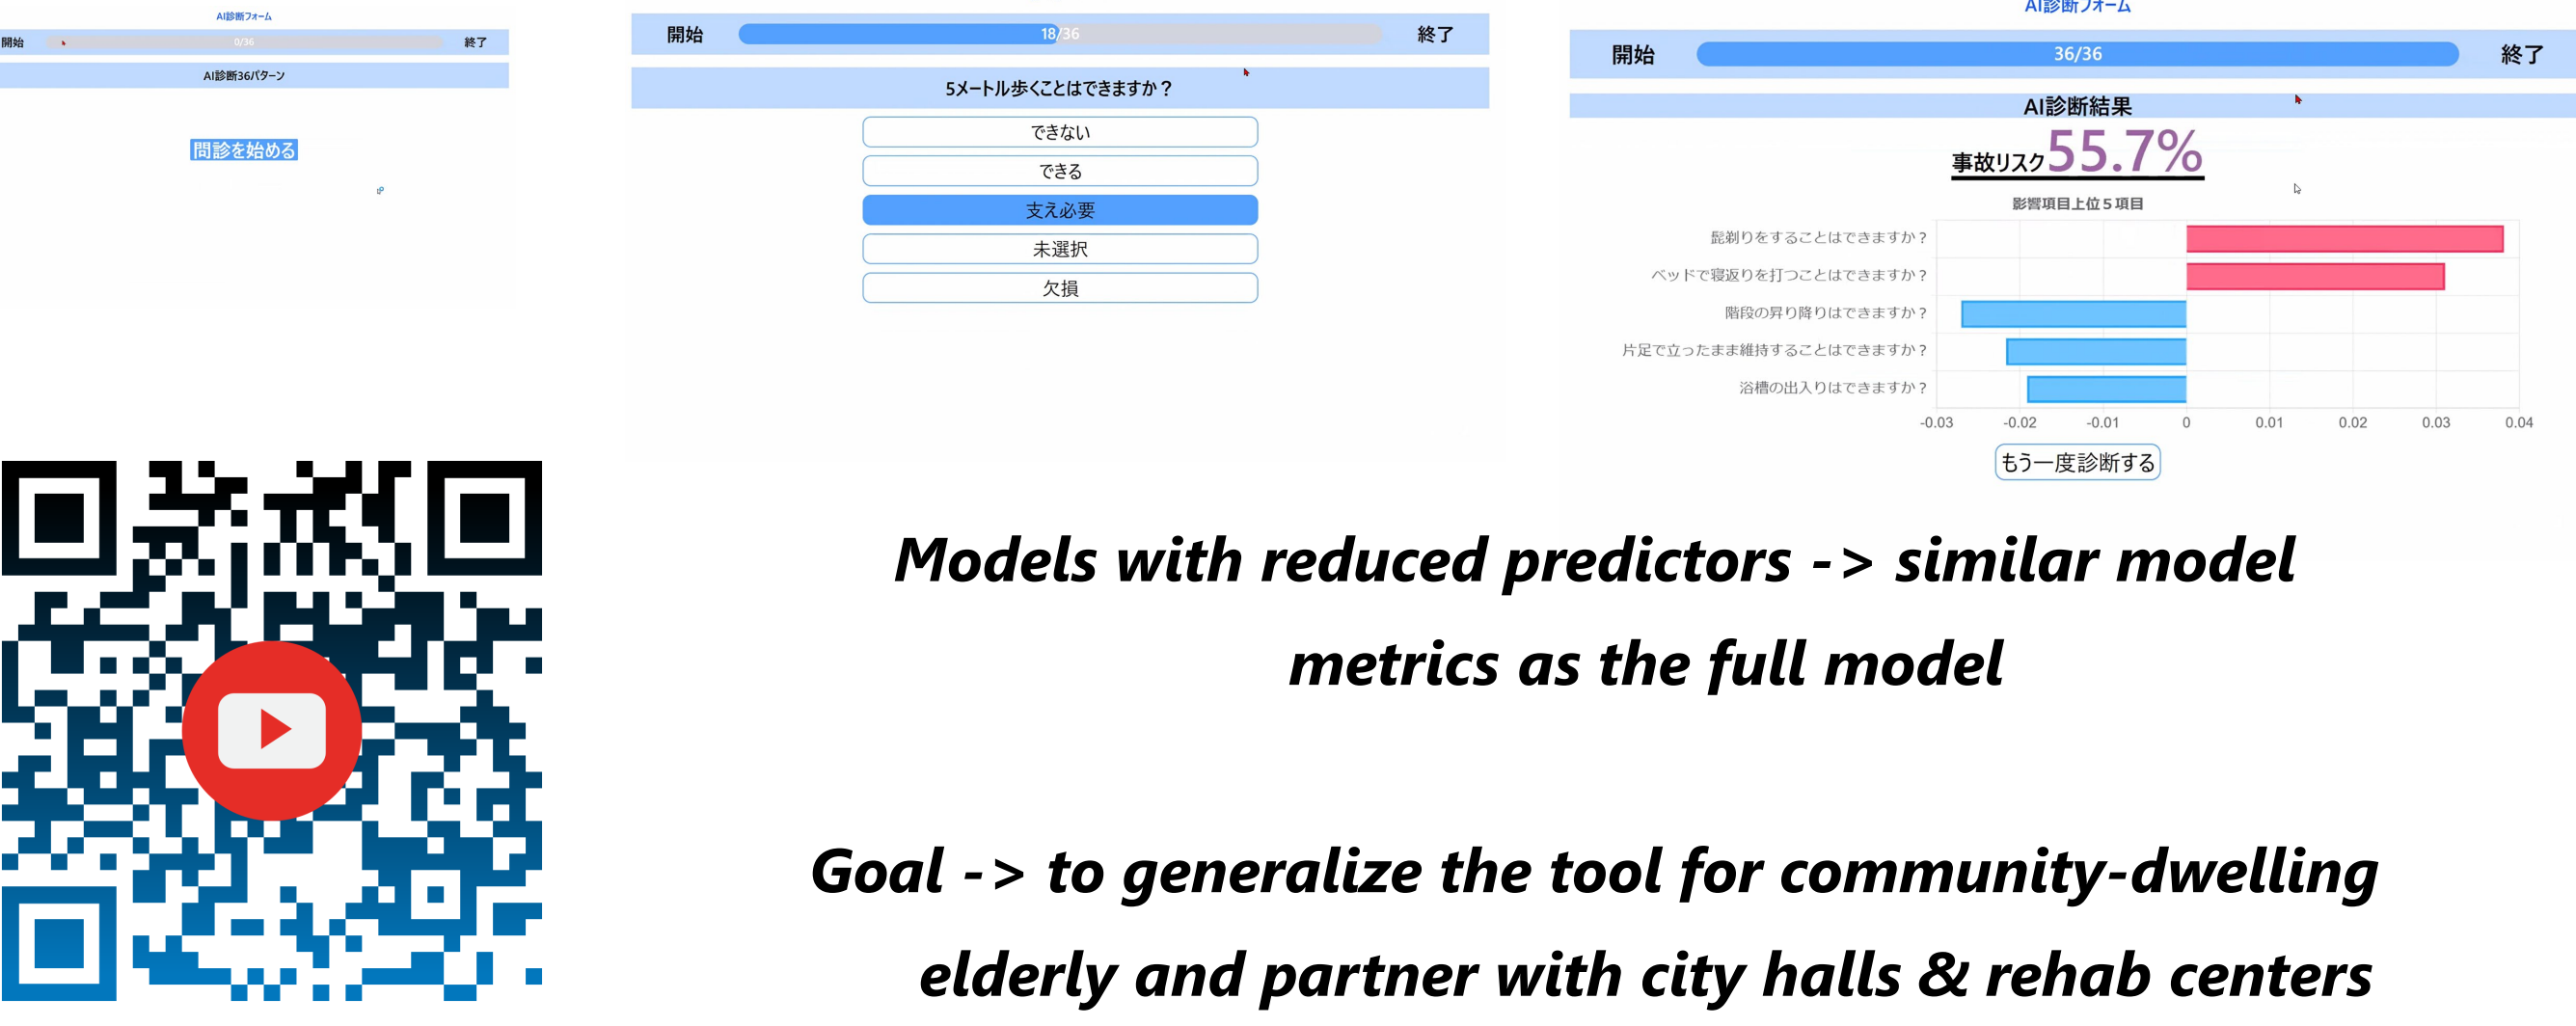 AI診断フォーム
開始 0/36 終了
AI診断36パターン
問診を始める
開始 18/36 終了
5メートル歩くことはできますか？
できない
できる
支え必要
未選択
欠損
AI診断フォーム
開始 36/36 終了
AI診断結果
事故リスク55.7%
影響項目上位５項目
髭剃りをすることはできますか？
ベッドで寝返りを打つことはできますか？
階段の昇り降りはできますか？
片足で立ったまま維持することはできますか？
浴槽の出入りはできますか？
-0.03 -0.02 -0.01 0 0.01 0.02 0.03 0.04
もう一度診断する
Models with reduced predictors -> similar model
metrics as the full model
Goal -> to generalize the tool for community-dwelling
elderly and partner with city halls & rehab centers